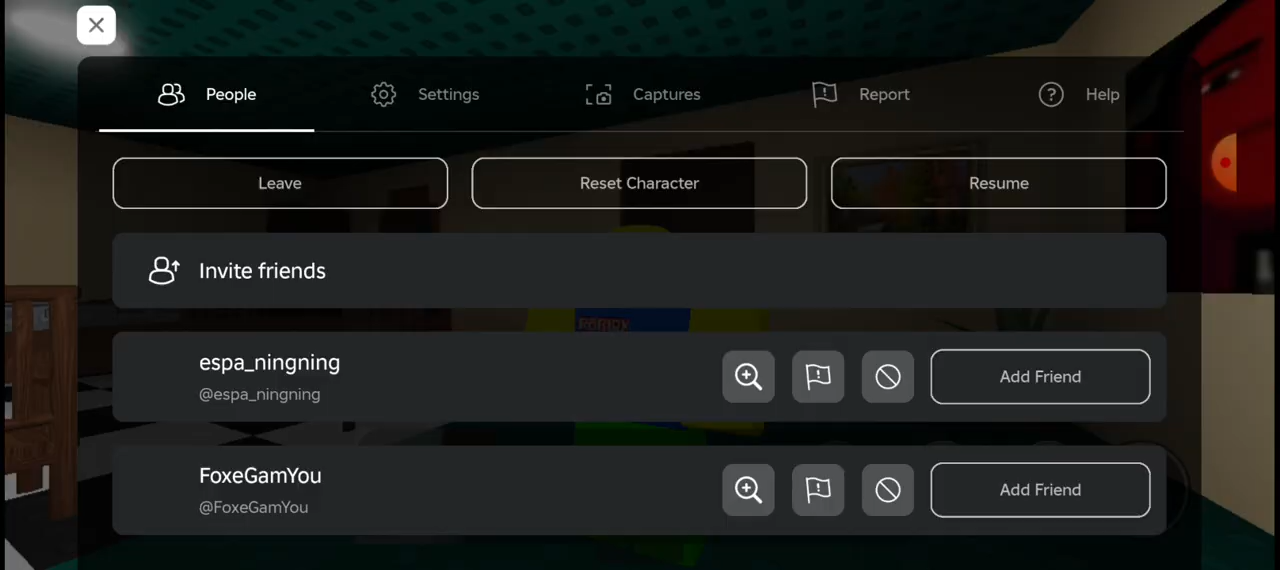 People
Settings
Captures
Report
Help
Leave
Reset Character
Resume
Invite friends
espa_ningning
@espa_ningning
Add Friend
FoxeGamYou
@FoxeGamYou
Add Friend